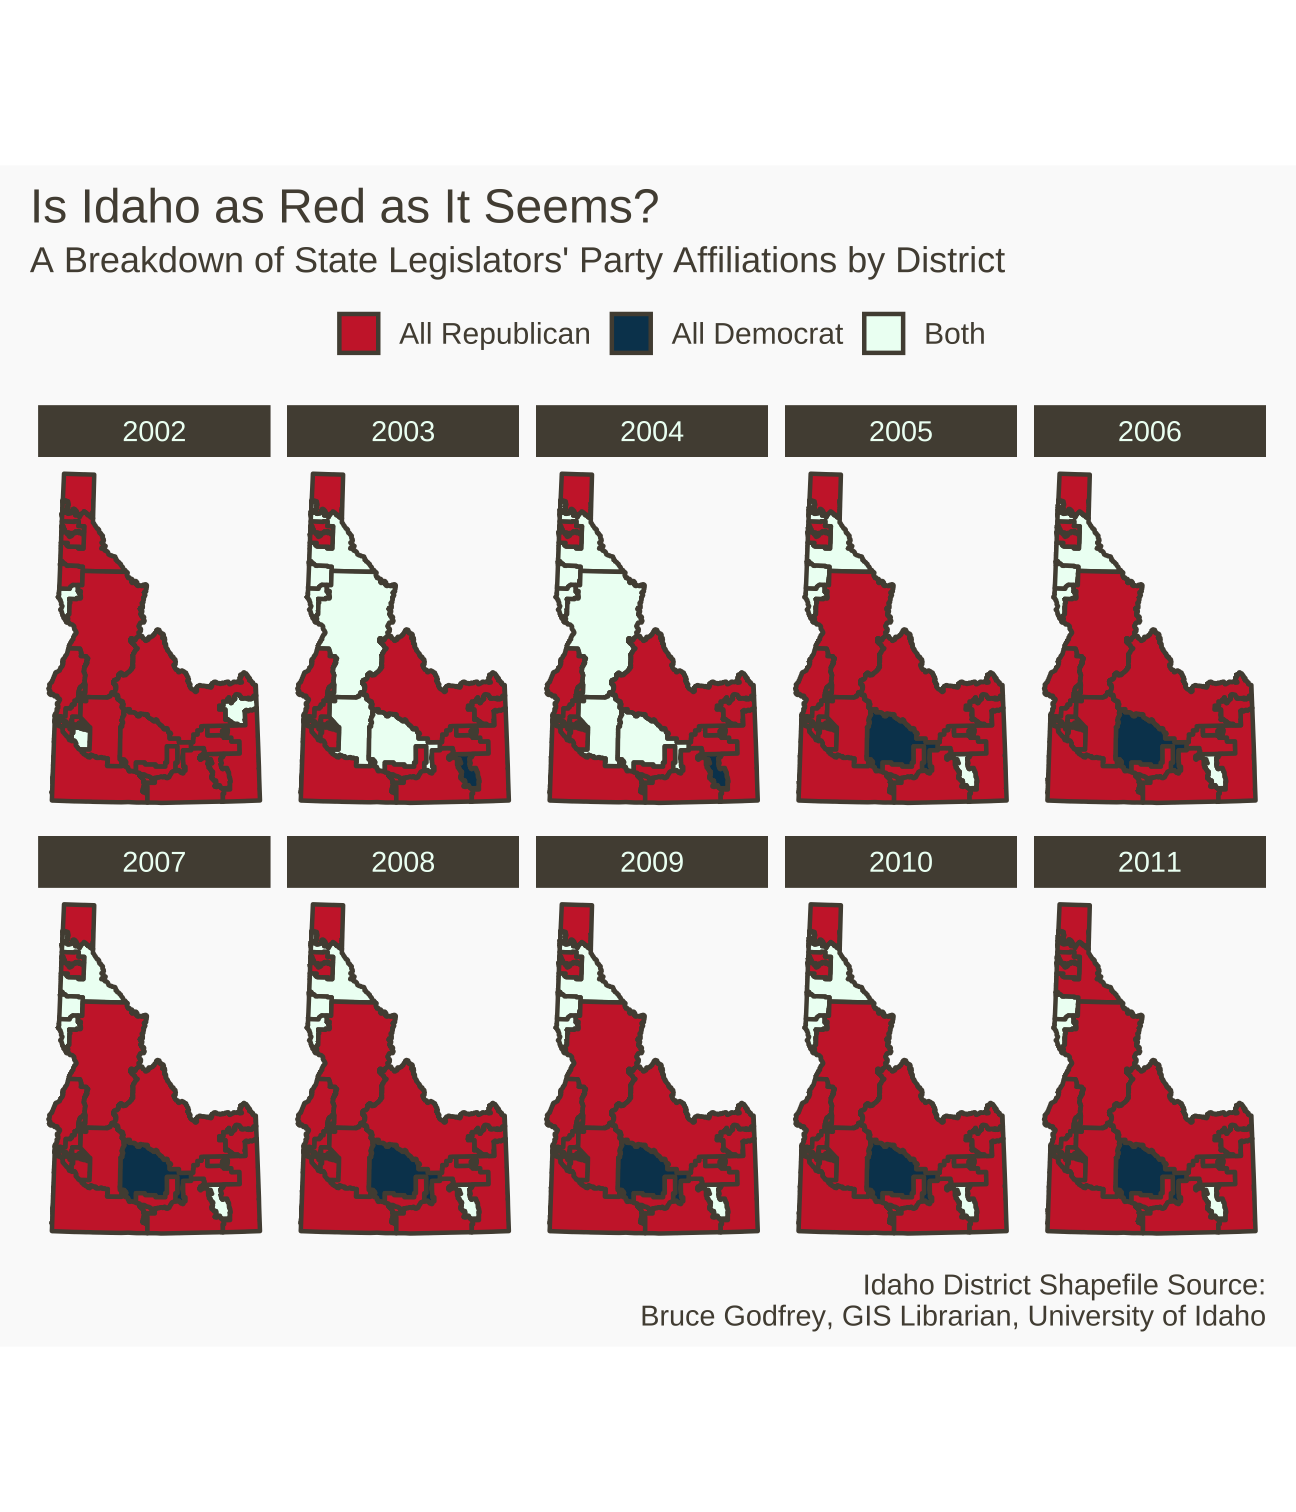 Is Idaho as Red as It Seems?
A Breakdown of State Legislators' Party Affiliations by District
All Republican All Democrat Both
2002 2003 2004 2005 2006
2007 2008 2009 2010 2011
Idaho District Shapefile Source:
Bruce Godfrey, GIS Librarian, University of Idaho